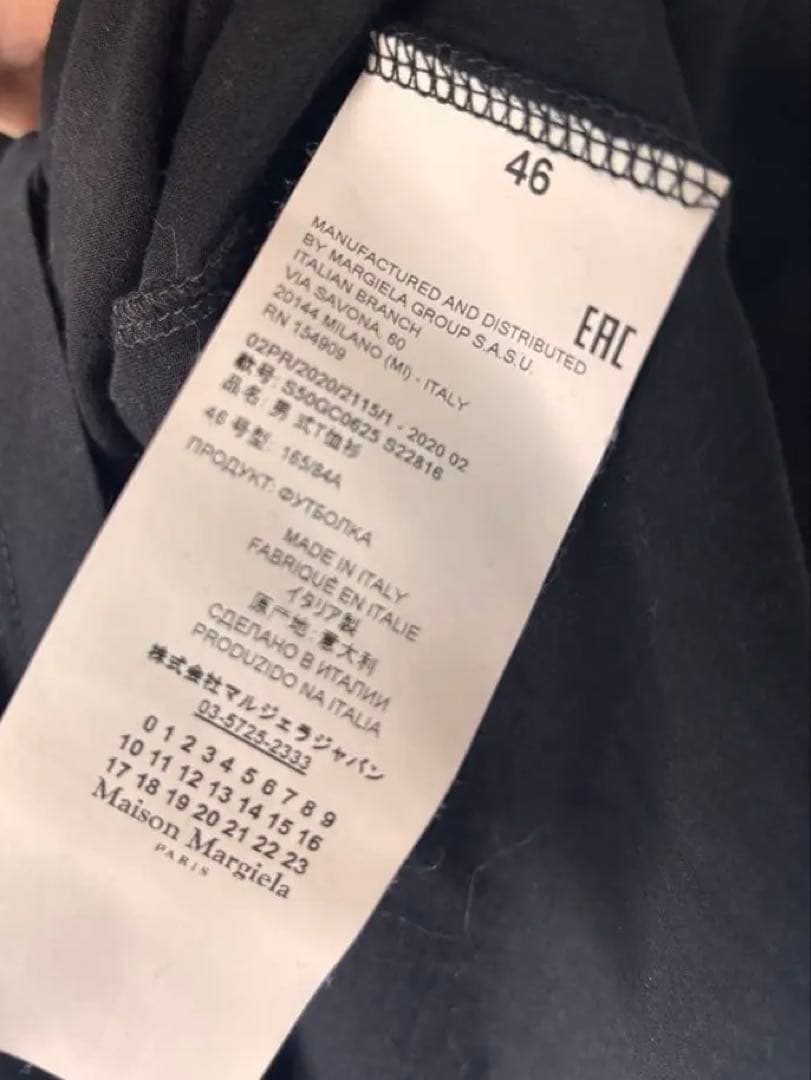 46
EAC
MANUFACTURED AND DISTRIBUTED
BY MARGIELA GROUP S.A.S.U.
ITALIAN BRANCH
VIA SAVONA, 60
20144 MILANO (MI) - ITALY
RN 154909
02PR/2020/2115/1 - 2020 02
款号: S50GC0625 S22816
品名: 男 式T恤衫
46 号型: 165/84A
ПРОДУКТ: ФУТБОЛКА
MADE IN ITALY
FABRIQUÉ EN ITALIE
イタリア製
原产地: 意大利
СДЕЛАНО В ИТАЛИИ
PRODUZIDO NA ITALIA
株式会社マルジェラジャパン
03-5725-2333
0 1 2 3 4 5 6 7 8 9
10 11 12 13 14 15 16
17 18 19 20 21 22 23
Maison Margiela
PARIS